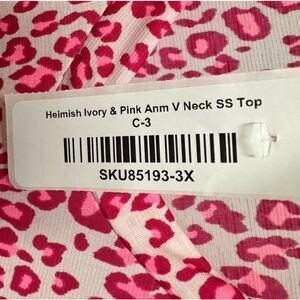 Heimish Ivory & Pink Anm V Neck SS Top
C-3
SKU85193-3X